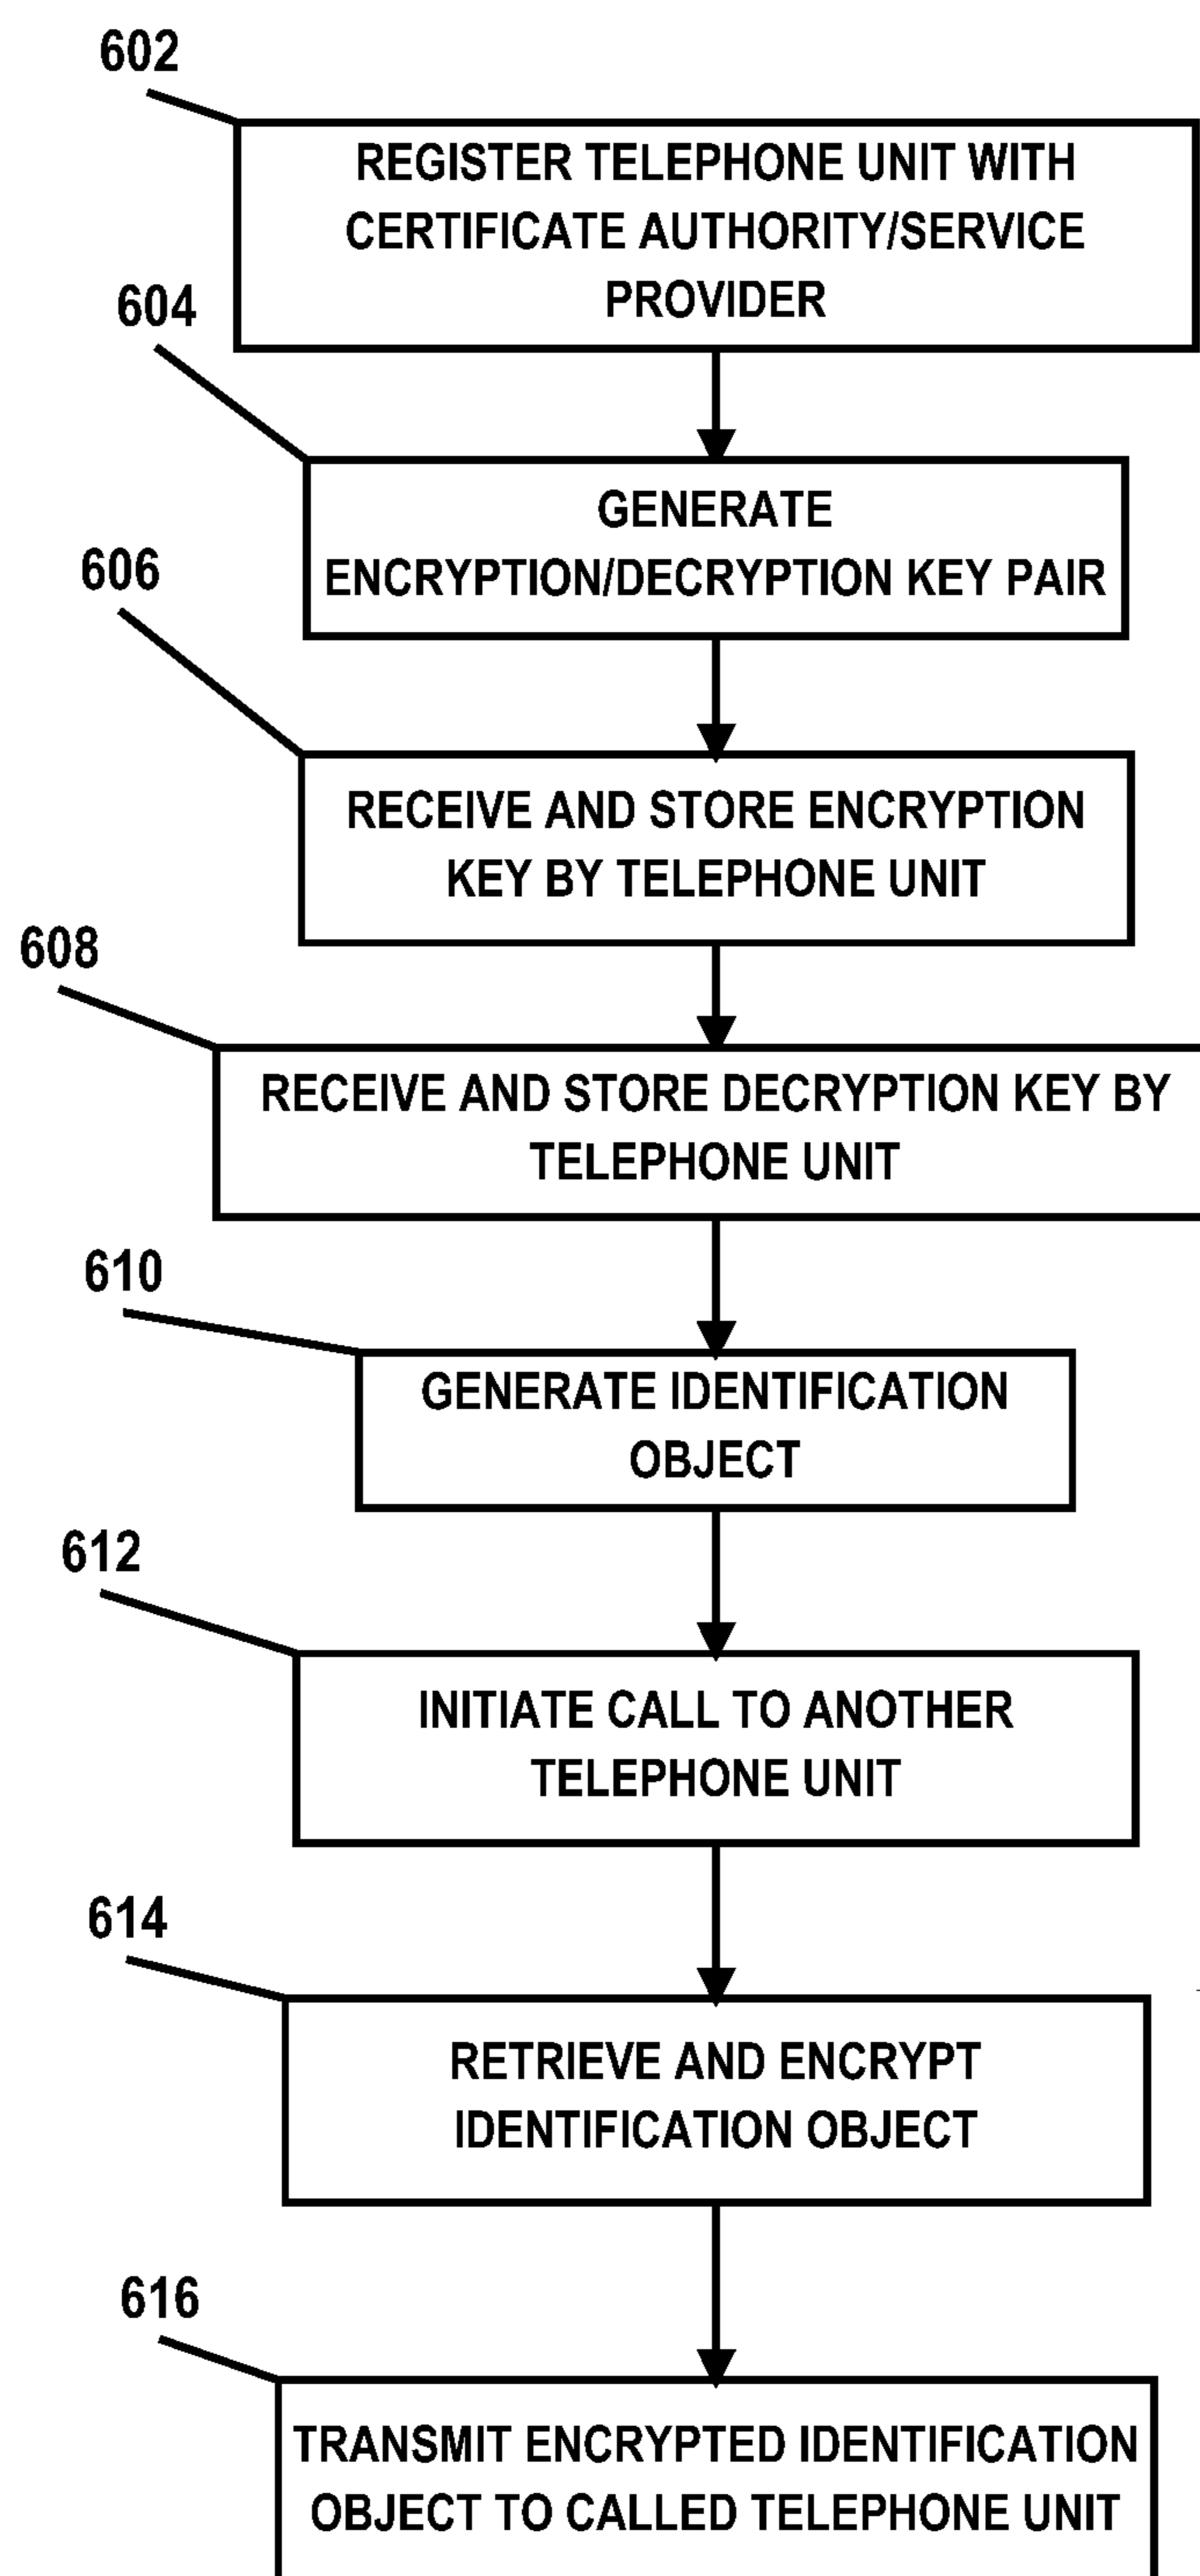 602
REGISTER TELEPHONE UNIT WITH
CERTIFICATE AUTHORITY/SERVICE
PROVIDER
604
GENERATE
ENCRYPTION/DECRYPTION KEY PAIR
606
RECEIVE AND STORE ENCRYPTION
KEY BY TELEPHONE UNIT
608
RECEIVE AND STORE DECRYPTION KEY BY
TELEPHONE UNIT
610
GENERATE IDENTIFICATION
OBJECT
612
INITIATE CALL TO ANOTHER
TELEPHONE UNIT
614
RETRIEVE AND ENCRYPT
IDENTIFICATION OBJECT
616
TRANSMIT ENCRYPTED IDENTIFICATION
OBJECT TO CALLED TELEPHONE UNIT